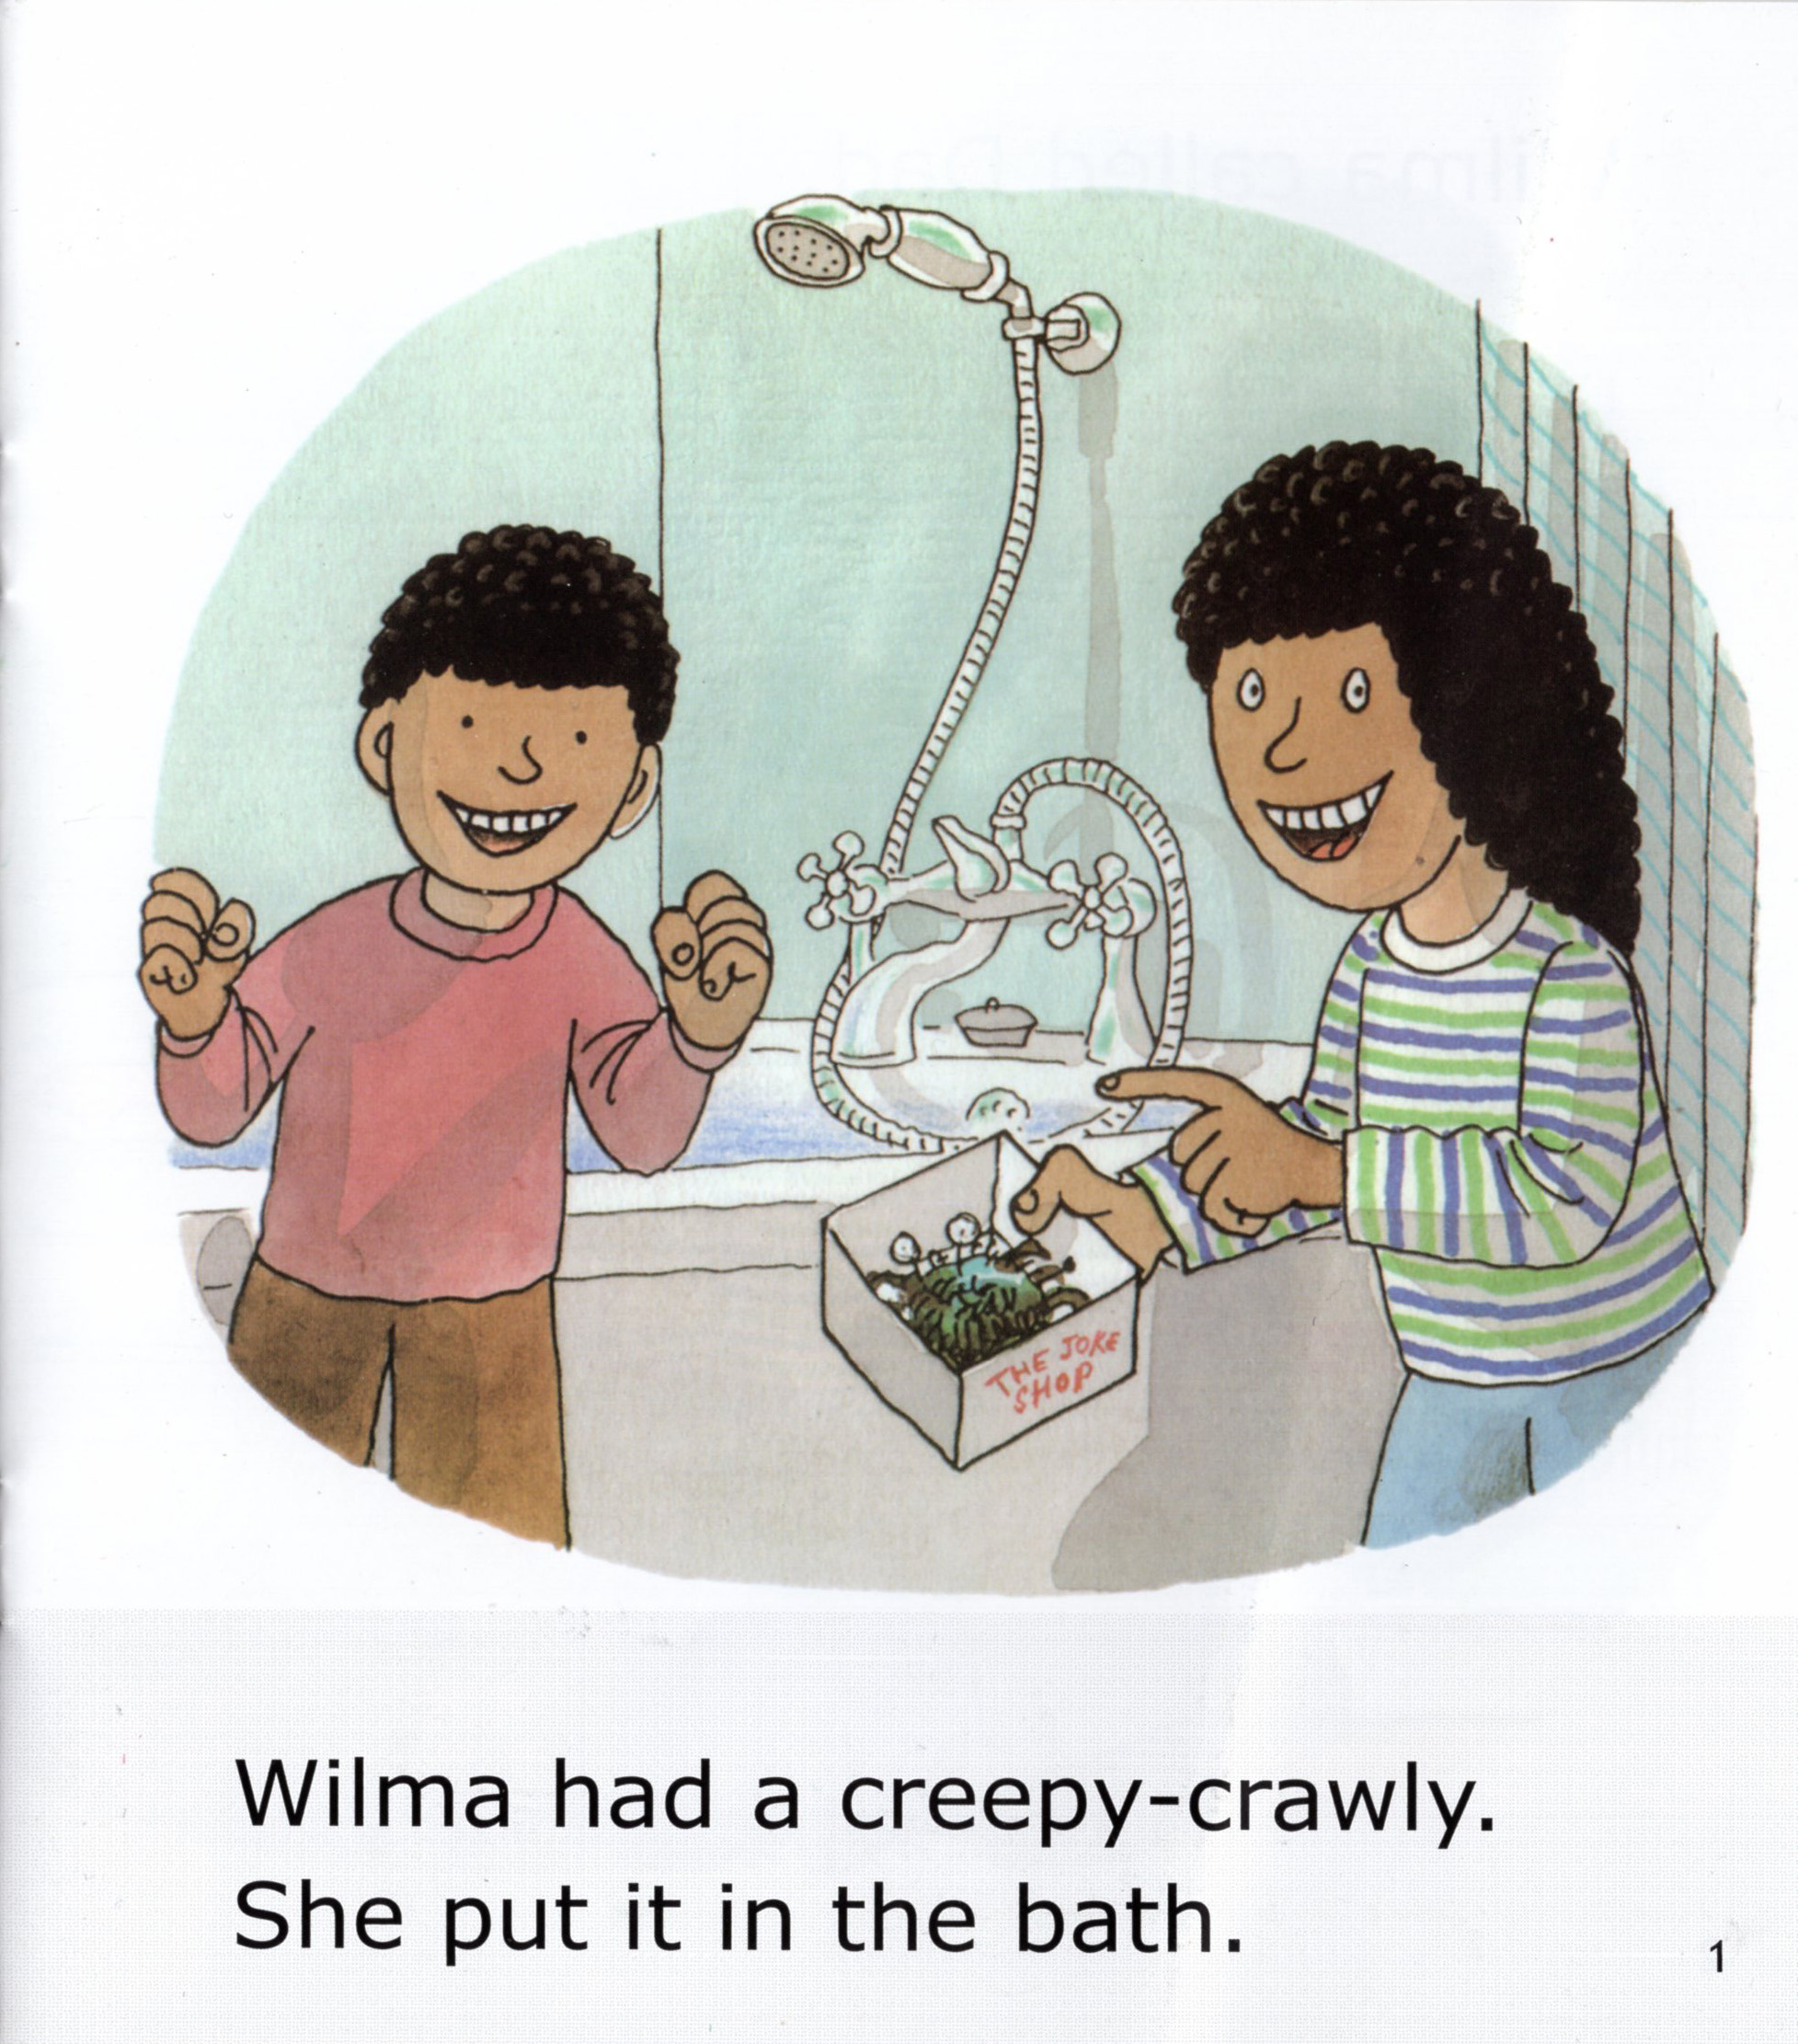 THE JOKE
SHOP
Wilma had a creepy-crawly.
She put it in the bath.
1